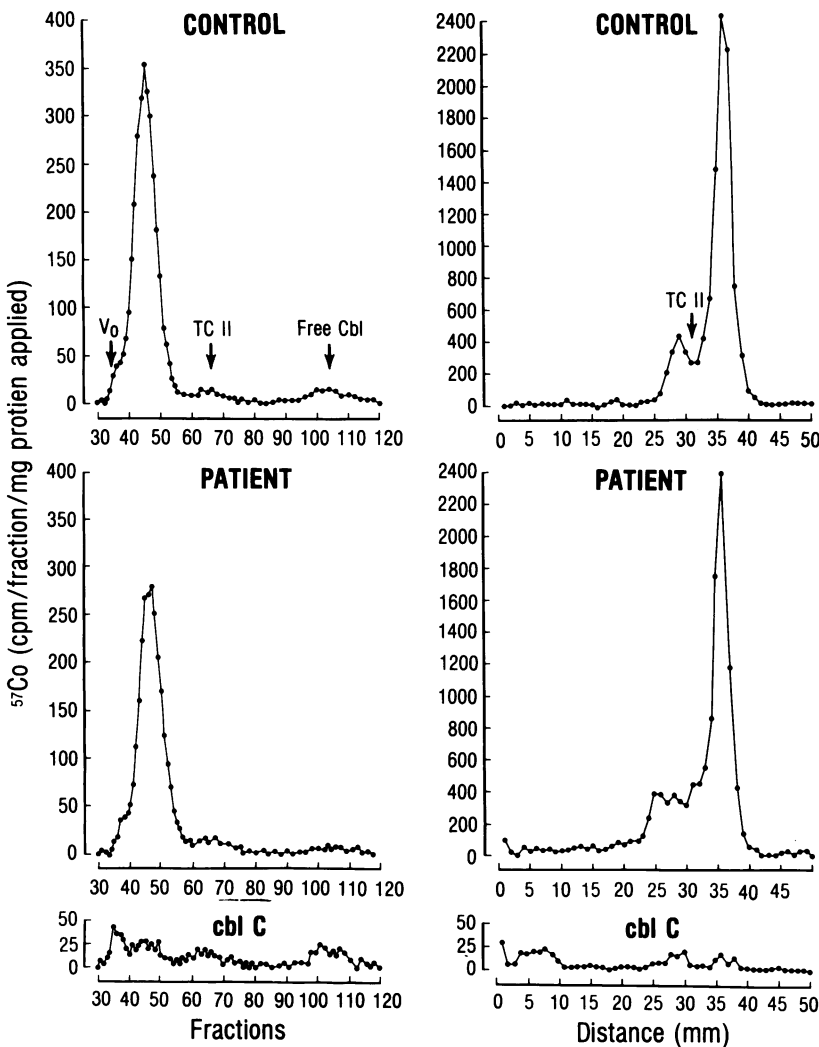 CONTROL
400
350
300
250
200
150
100
50
0
Vo
TC II
Free Cbl
30 40 50 60 70 80 90 100 120
CONTROL
2400
2200
2000
1800
1600
1400
1200
1000
800
600
400
200
0
TC II
0 5 10 15 20 25 30 35 40 45 50
57Co (cpm/fraction/mg protien applied)
PATIENT
400
350
300
250
200
150
100
50
0
30 40 50 60 70 80 90 100 110 120
PATIENT
2400
2200
2000
1800
1600
1400
1200
1000
800
600
400
200
0
0 5 10 15 20 25 30 35 40 45
cbl C
50
25
0
30 40 50 60 70 80 90 100 110 120
Fractions
cbl C
50
25
0
0 5 10 15 20 25 30 35 40 45 50
Distance (mm)